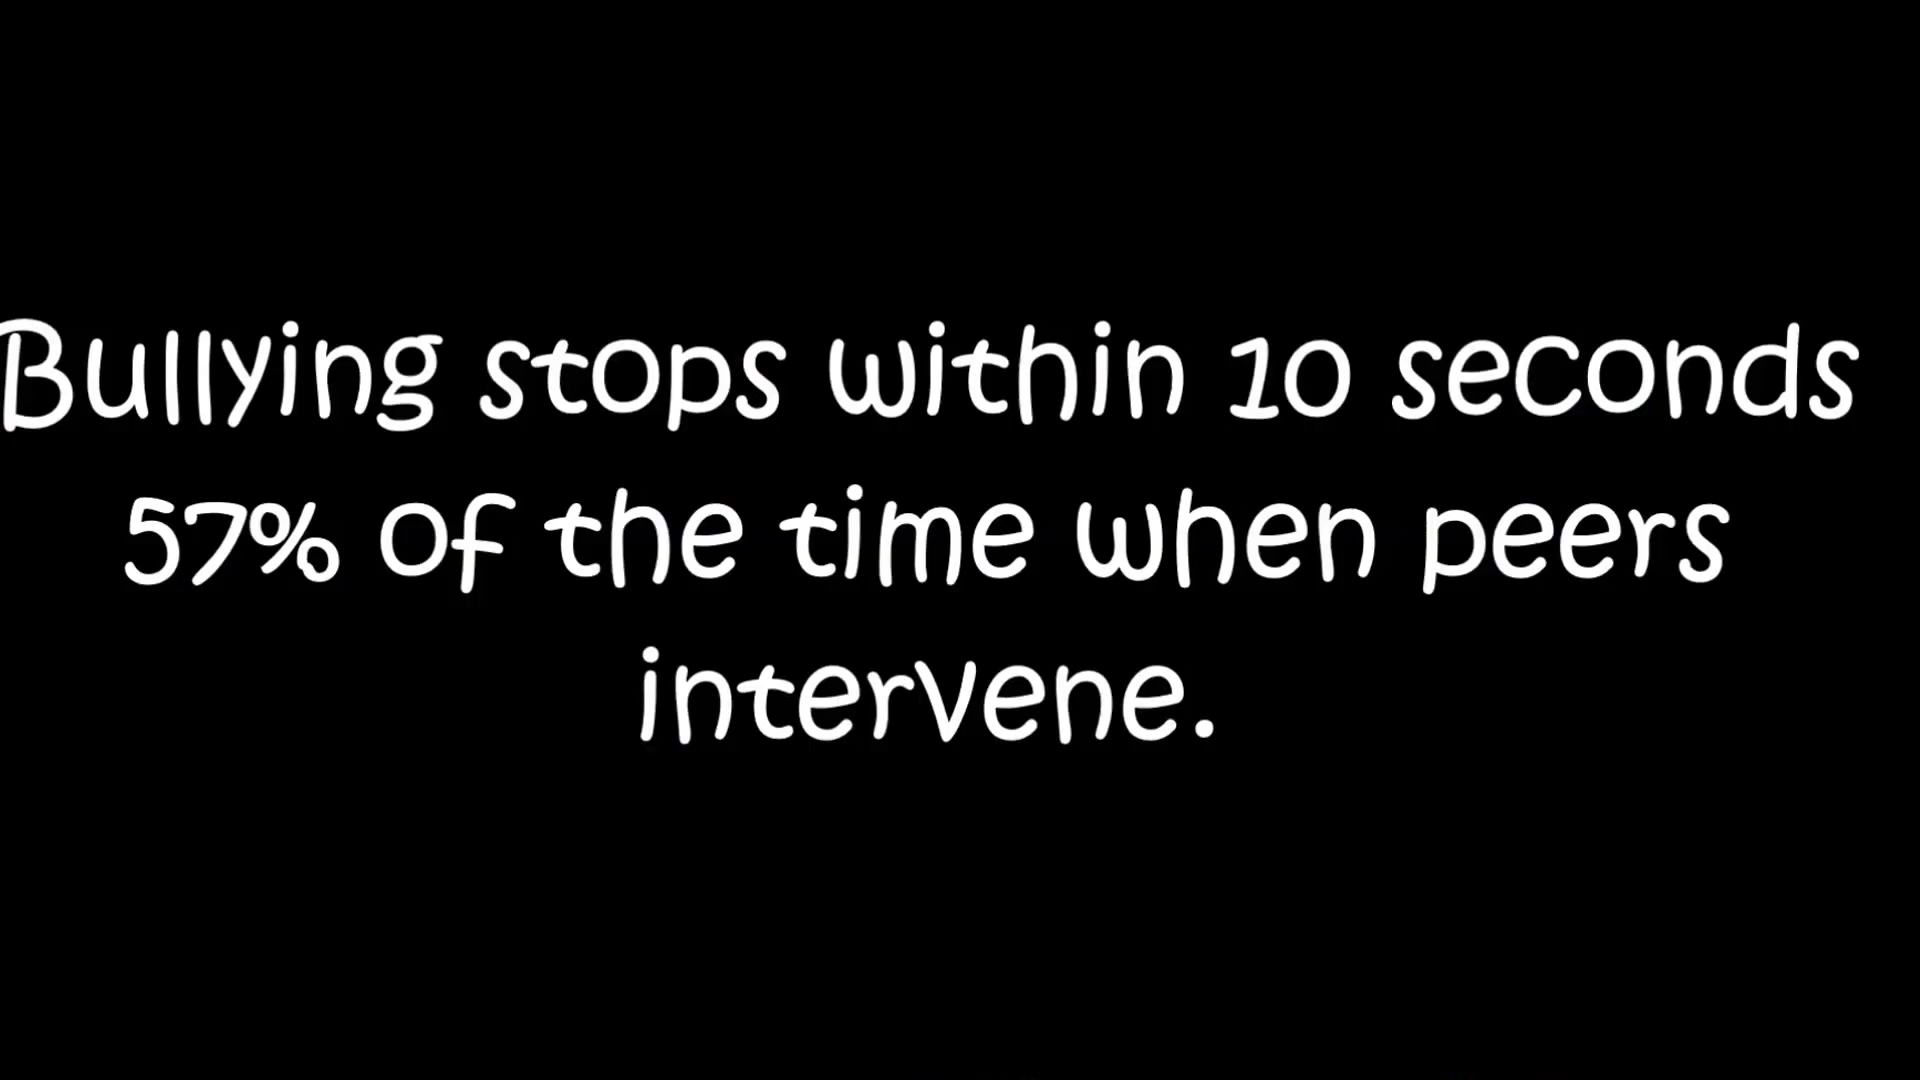 Bullying stops within 10 seconds
57% of the time when peers
intervene.